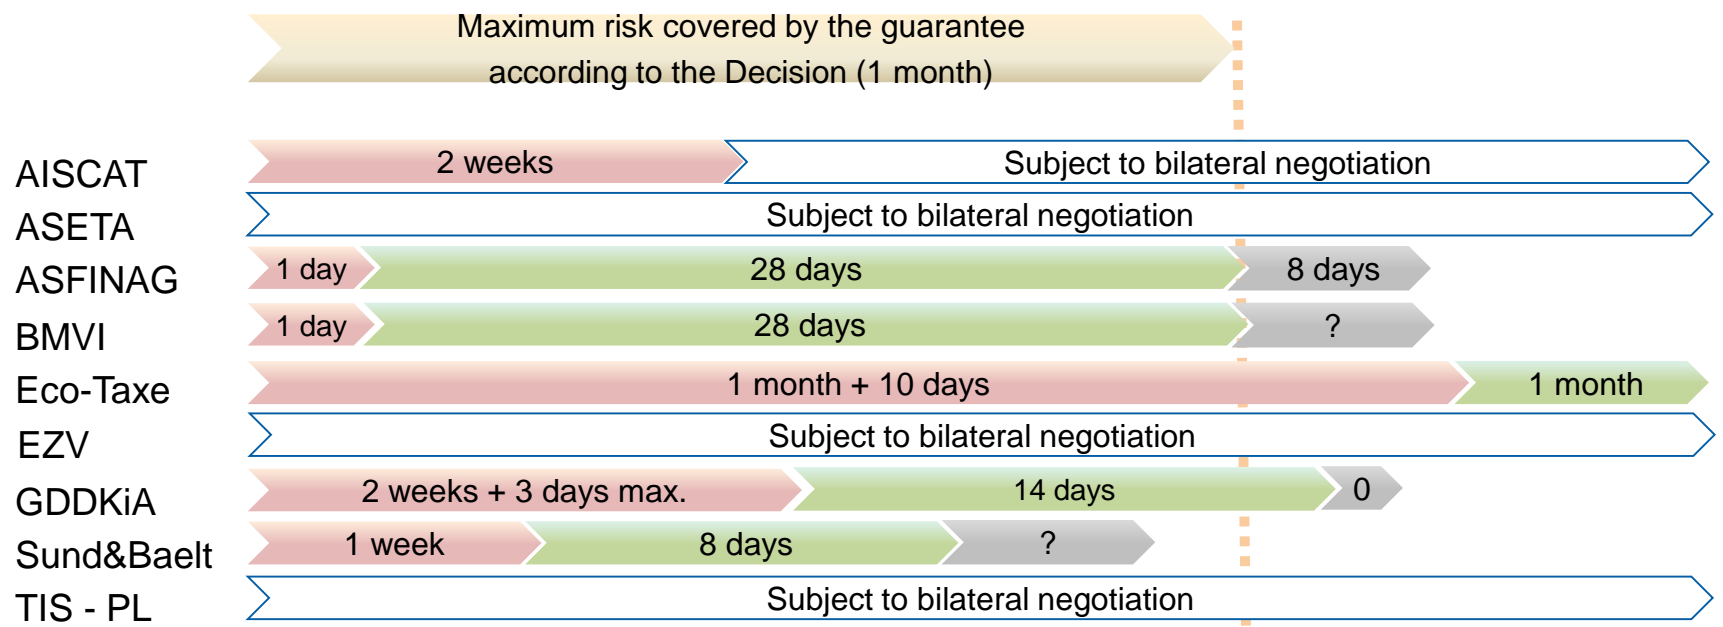 Maximum risk covered by the guarantee
according to the Decision (1 month)
AISCAT 2 weeks Subject to bilateral negotiation
ASETA Subject to bilateral negotiation
ASFINAG 1 day 28 days 8 days
BMVI 1 day 28 days ?
Eco-Taxe 1 month + 10 days 1 month
EZV Subject to bilateral negotiation
GDDKiA 2 weeks + 3 days max. 14 days 0
Sund&Baelt 1 week 8 days ?
TIS - PL Subject to bilateral negotiation